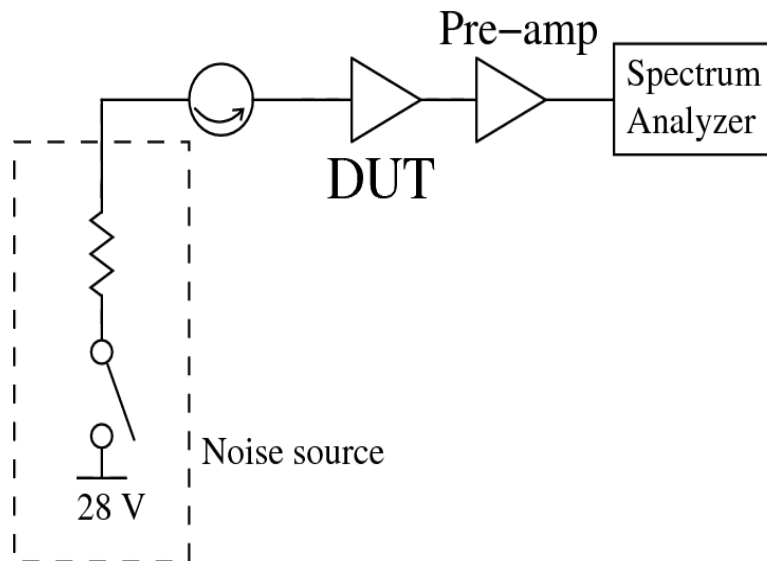 Pre-amp
Spectrum
Analyzer
DUT
Noise source
28 V